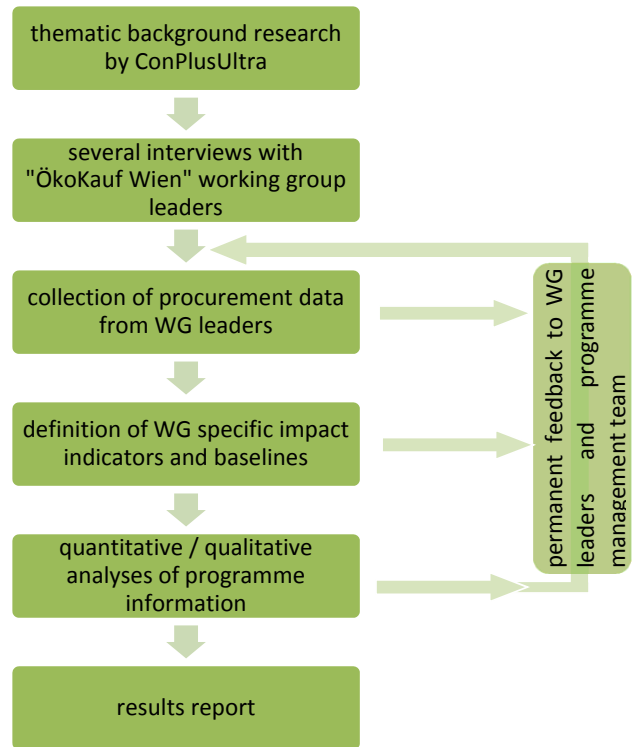 thematic background research
by ConPlusUltra
several interviews with
"ÖkoKauf Wien" working group
leaders
collection of procurement data
from WG leaders
definition of WG specific impact
indicators and baselines
quantitative / qualitative
analyses of programme
information
results report
permanent feedback to WG
leaders and programme
management team